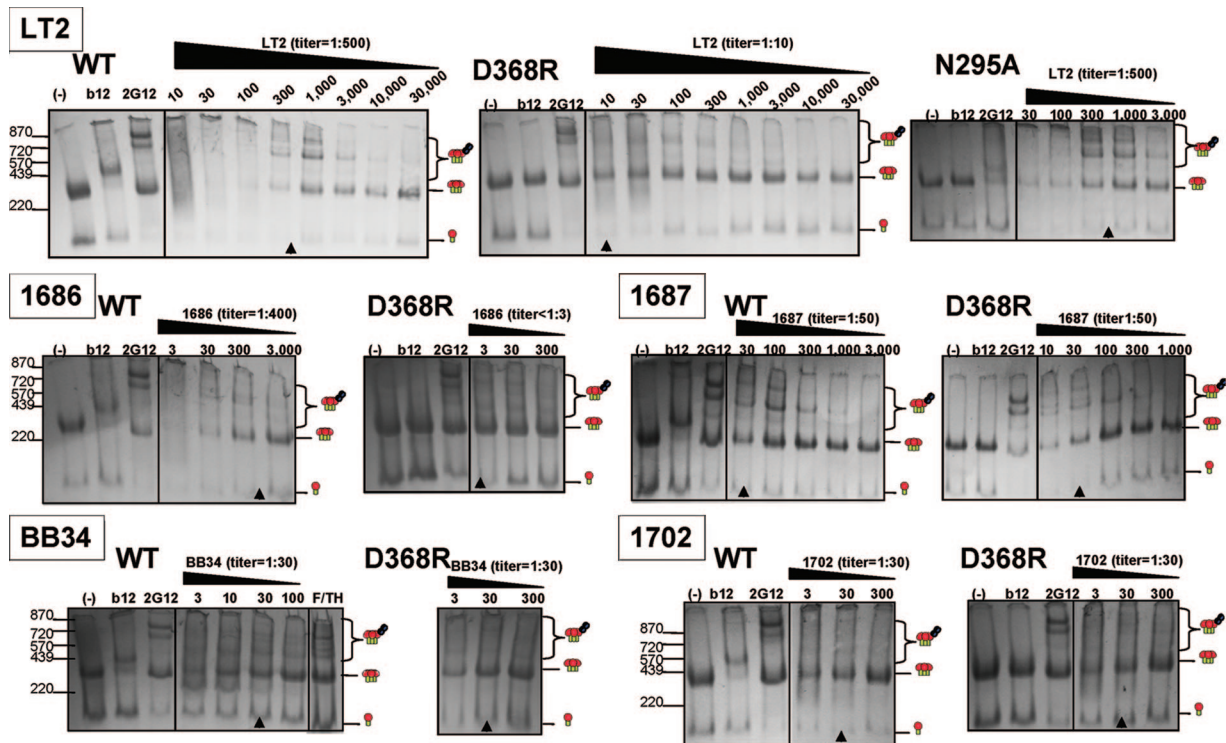 LT2
WT
LT2 (titer=1:500)
(-) b12 2G12 10 30 100 300 1,000 3,000 10,000 30,000
870
720
570
439
220
D368R
LT2 (titer=1:10)
(-) b12 2G12 10 30 100 300 1,000 3,000 10,000 30,000
N295A
LT2 (titer=1:500)
(-) b12 2G12 30 100 300 1,000 3,000
1686
WT
1686 (titer=1:400)
(-) b12 2G12 3 30 300 3,000
870
720
570
439
220
D368R
1686 (titer<1:3)
(-) b12 2G12 3 30 300
1687
WT
1687 (titer=1:50)
(-) b12 2G12 30 100 300 1,000 3,000
870
720
570
439
220
D368R
1687 (titer1:50)
(-) b12 2G12 10 30 100 300 1,000
BB34
WT
BB34 (titer=1:30)
(-) b12 2G12 3 10 30 100 F/TH
870
720
570
439
220
D368R
BB34 (titer=1:30)
3 30 300
1702
WT
1702 (titer=1:30)
(-) b12 2G12 3 30 300
870
720
570
439
220
D368R
1702 (titer=1:30)
(-) b12 2G12 3 30 300